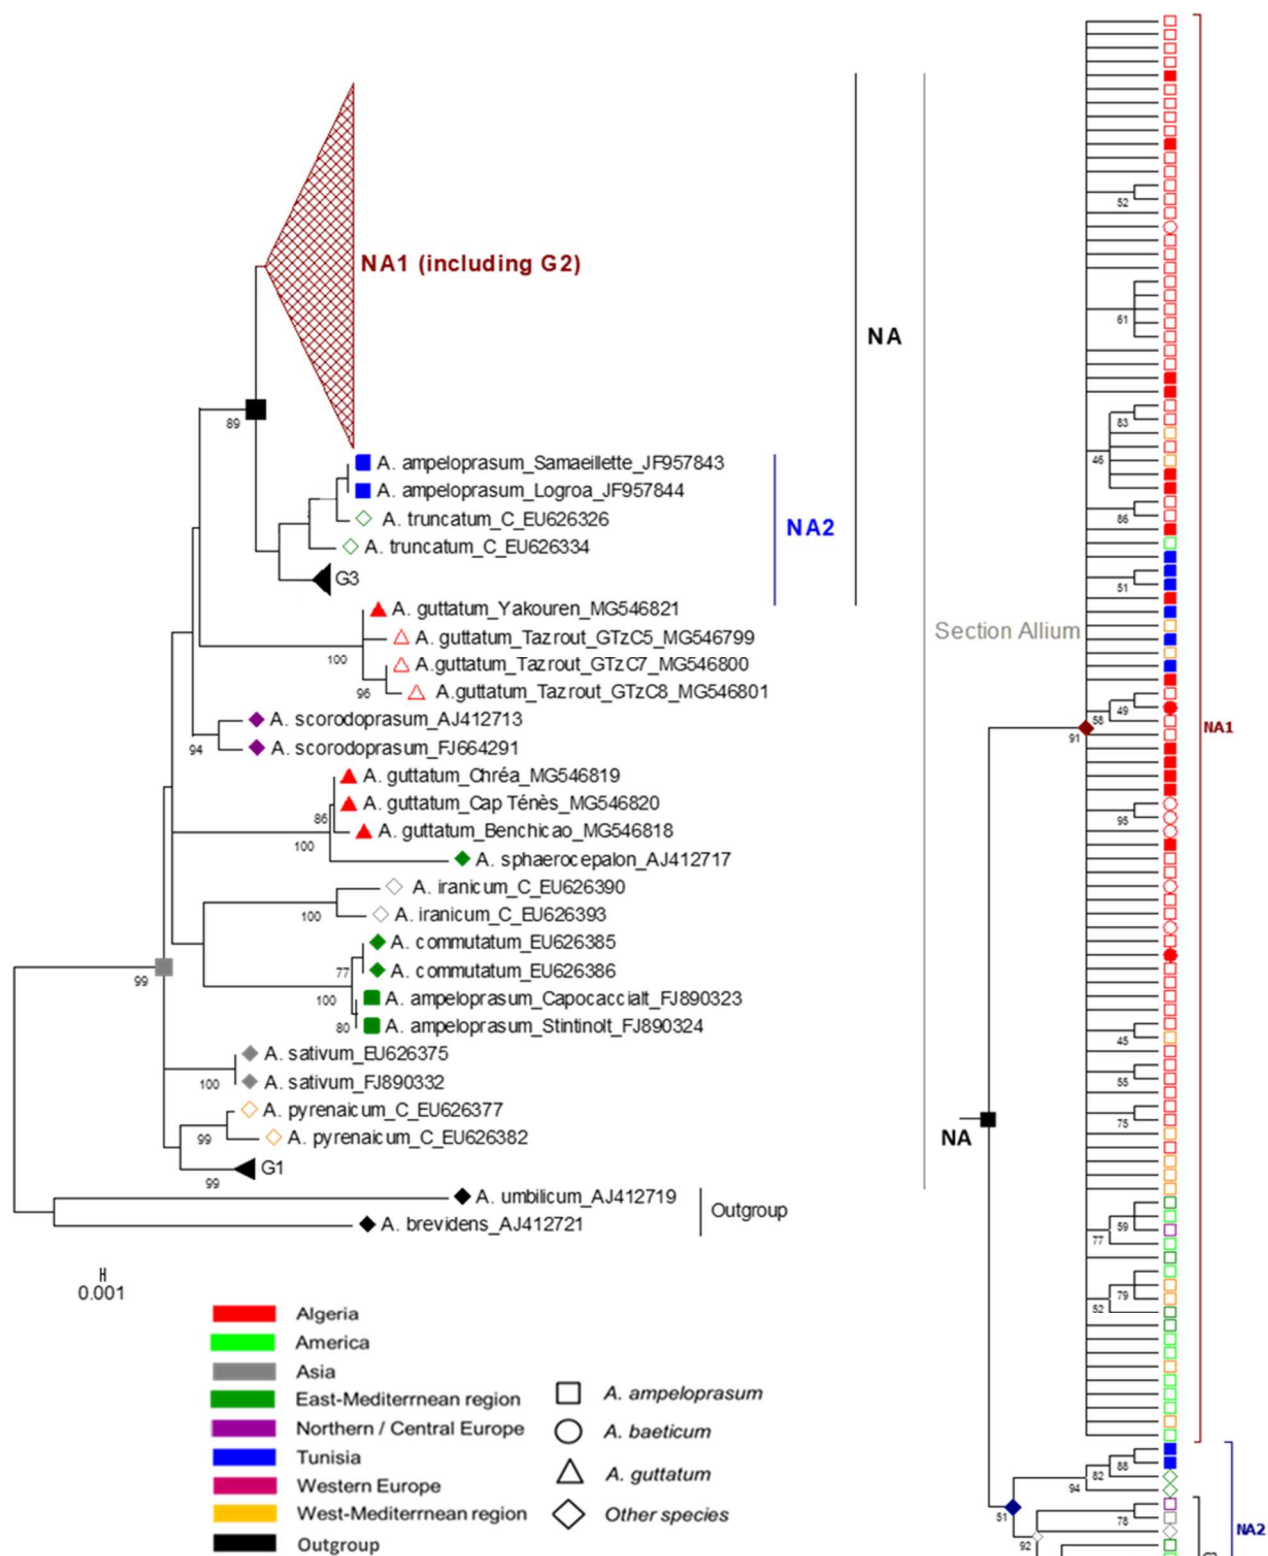 NA1 (including G2)
NA
89
A. ampeloprasum_Samaeillette_JF957843
A. ampeloprasum_Logroa_JF957844
A. truncatum_C_EU626326
NA2
A. truncatum_C_EU626334
G3
A. guttatum_Yakouren_MG546821
A. guttatum_Tazrout_GTzC5_MG546799
Section Allium
100
A.guttatum_Tazrout_GTzC7_MG546800
96
A.guttatum_Tazrout_GTzC8_MG546801
A. scorodoprasum_AJ412713
94
A. scorodoprasum_FJ664291
A. guttatum_Chréa_MG546819
A. guttatum_Cap Ténès_MG546820
86
A. guttatum_Benchicao_MG546818
100
A. sphaerocepalon_AJ412717
A. iranicum_C_EU626390
100
A. iranicum_C_EU626393
A. commutatum_EU626385
77
A. commutatum_EU626386
99
100
A. ampeloprasum_Capocaccialt_FJ890323
80
A. ampeloprasum_Stintinolt_FJ890324
A. sativum_EU626375
100
A. sativum_FJ890332
A. pyrenaicum_C_EU626377
99
A. pyrenaicum_C_EU626382
G1
99
A. umbilicum_AJ412719
Outgroup
A. brevidens_AJ412721
0.001
Algeria
America
Asia
East-Mediterrnean region
Northern / Central Europe
Tunisia
Western Europe
West-Mediterrnean region
Outgroup
A. ampeloprasum
A. baeticum
A. guttatum
Other species
52
61
83
46
86
51
49
58
91
NA1
95
45
55
75
NA
59
77
79
52
88
82
94
51
78
NA2
92